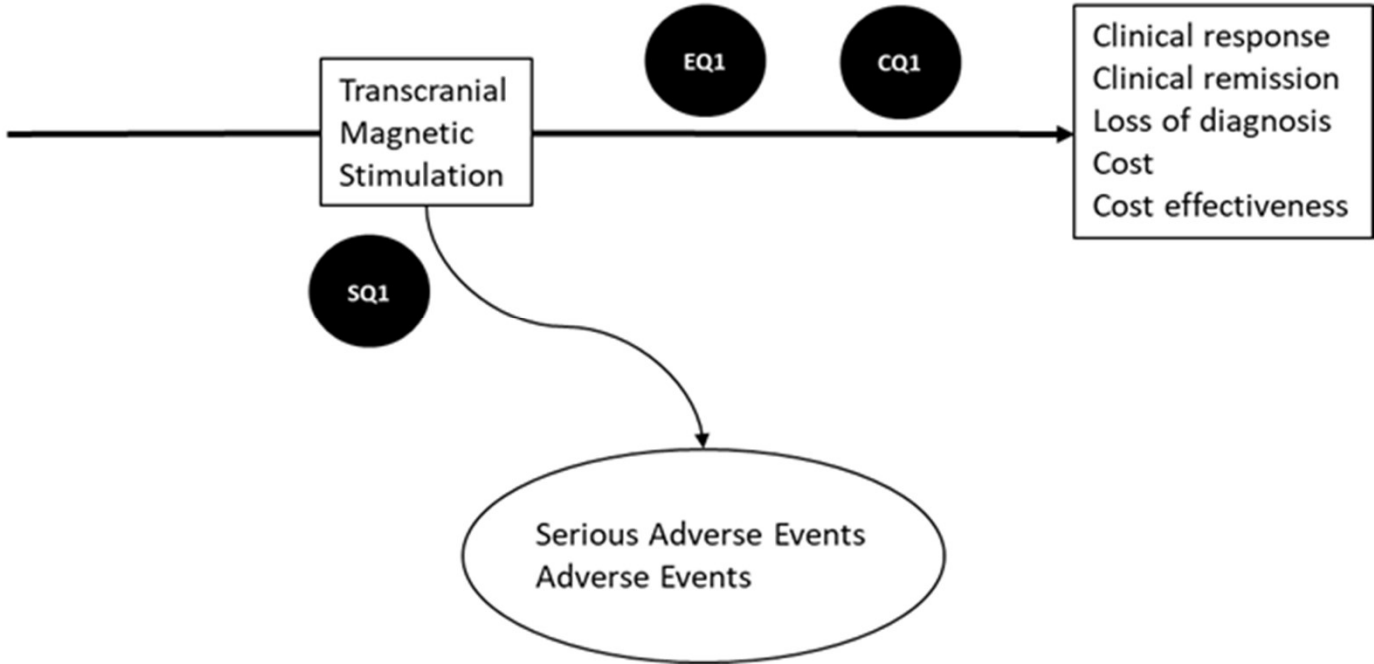 Transcranial
Magnetic
Stimulation
EQ1
CQ1
Clinical response
Clinical remission
Loss of diagnosis
Cost
Cost effectiveness
SQ1
Serious Adverse Events
Adverse Events